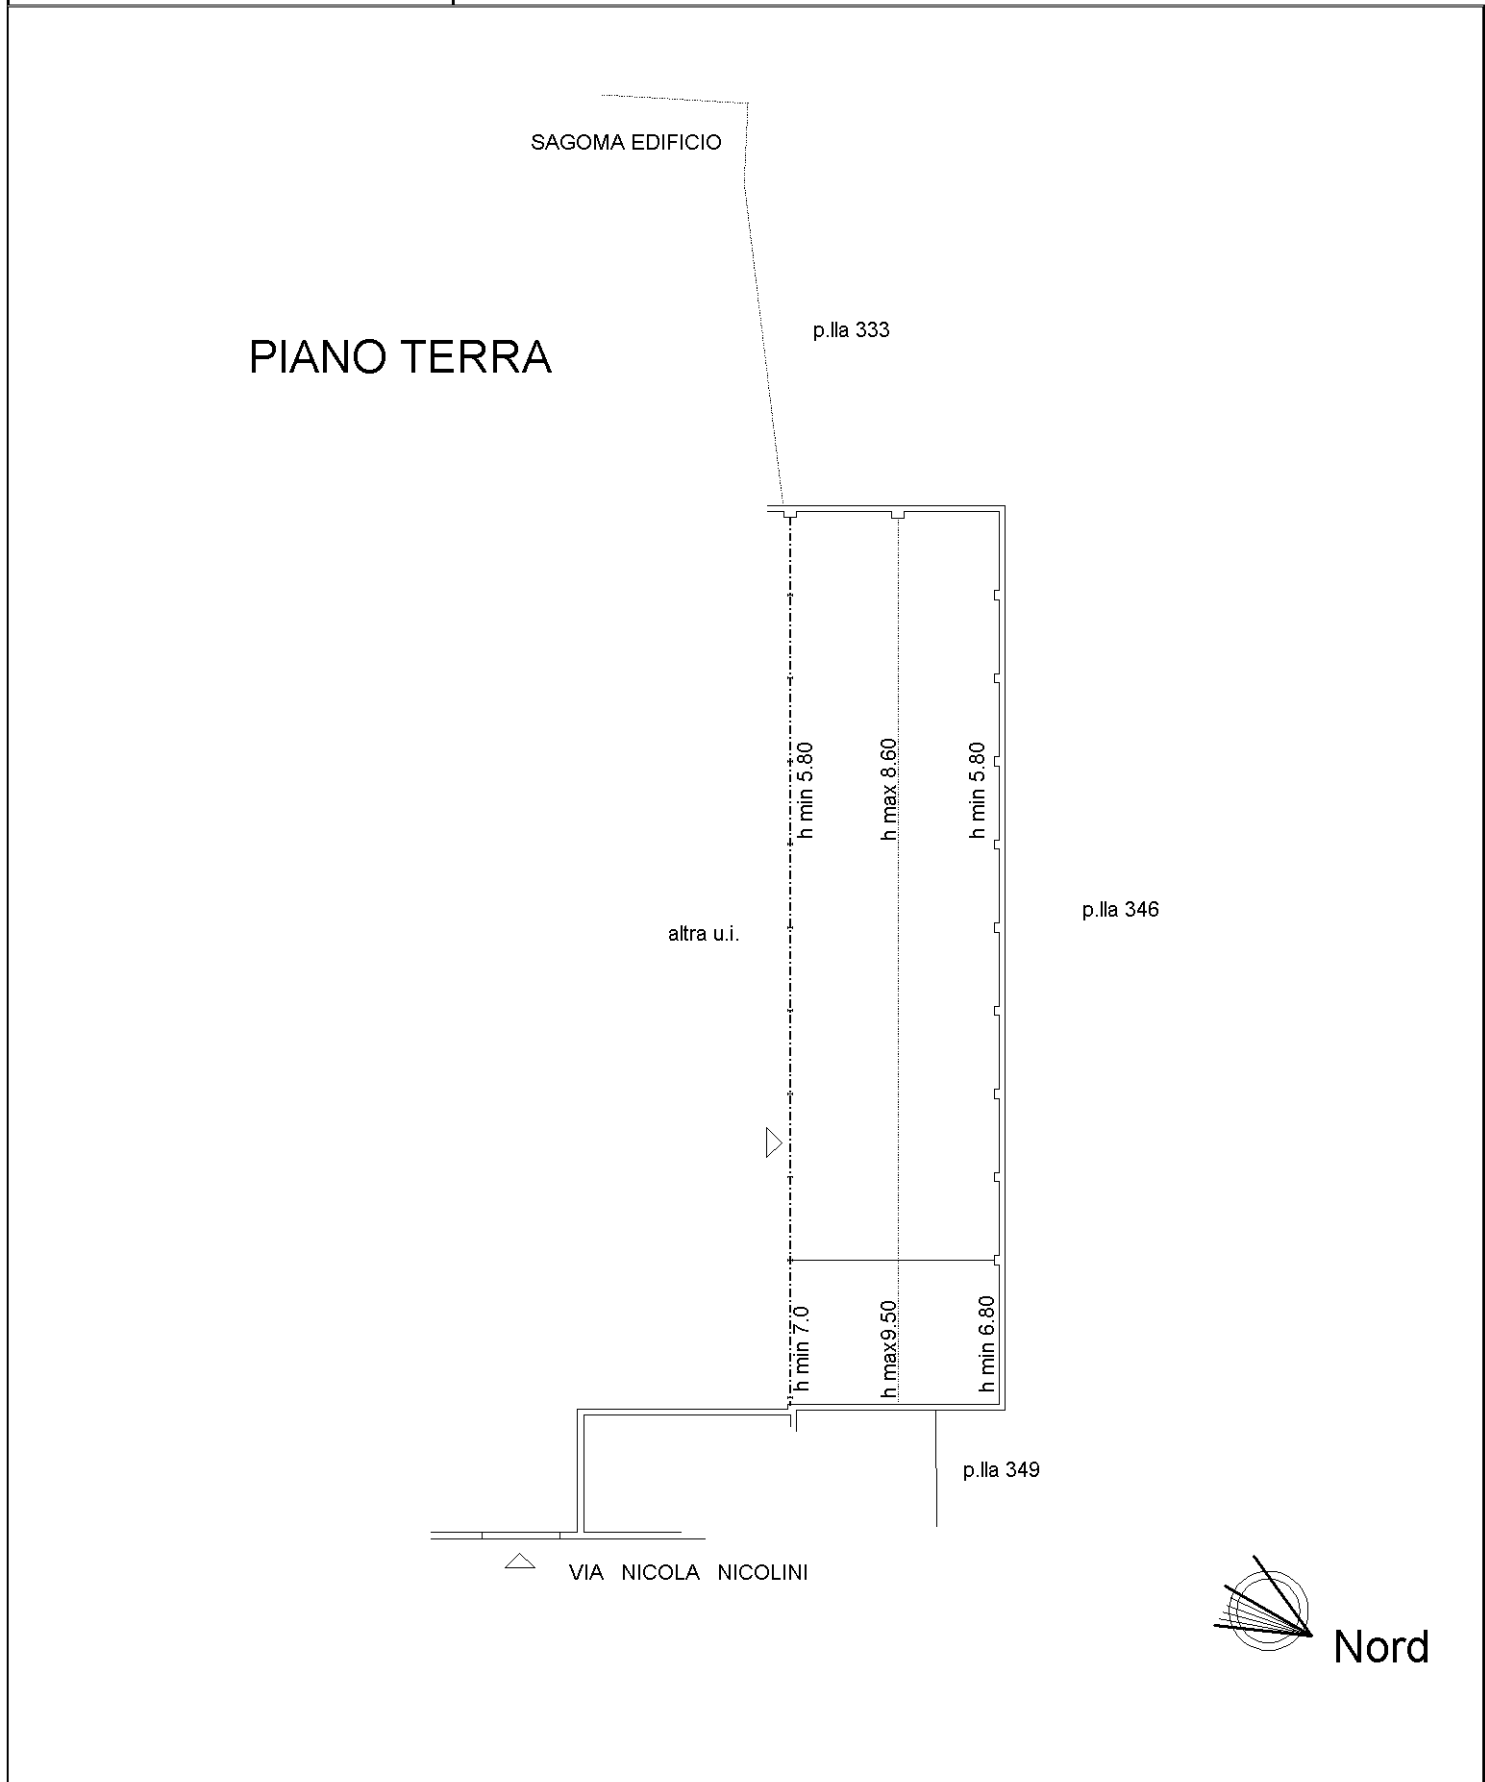 SAGOMA EDIFICIO
p.lla 333
PIANO TERRA
h min 5.80
h max 8.60
h min 5.80
p.lla 346
altra u.i.
h min 7.0
h max9.50
h min 6.80
p.lla 349
VIA NICOLA NICOLINI
Nord